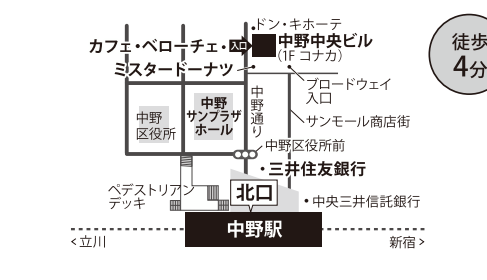 ドン・キホーテ
カフェ・ベローチェ・
入口
中野中央ビル
(1F コナカ)
徒歩
4分
ミスタードーナツ
ブロードウェイ
入口
中野
サンプラザ
ホール
中野通り
中野
区役所
サンモール商店街
中野区役所前
三井住友銀行
ペデストリアン
デッキ
北口
中央三井信託銀行
中野駅
<立川
新宿>